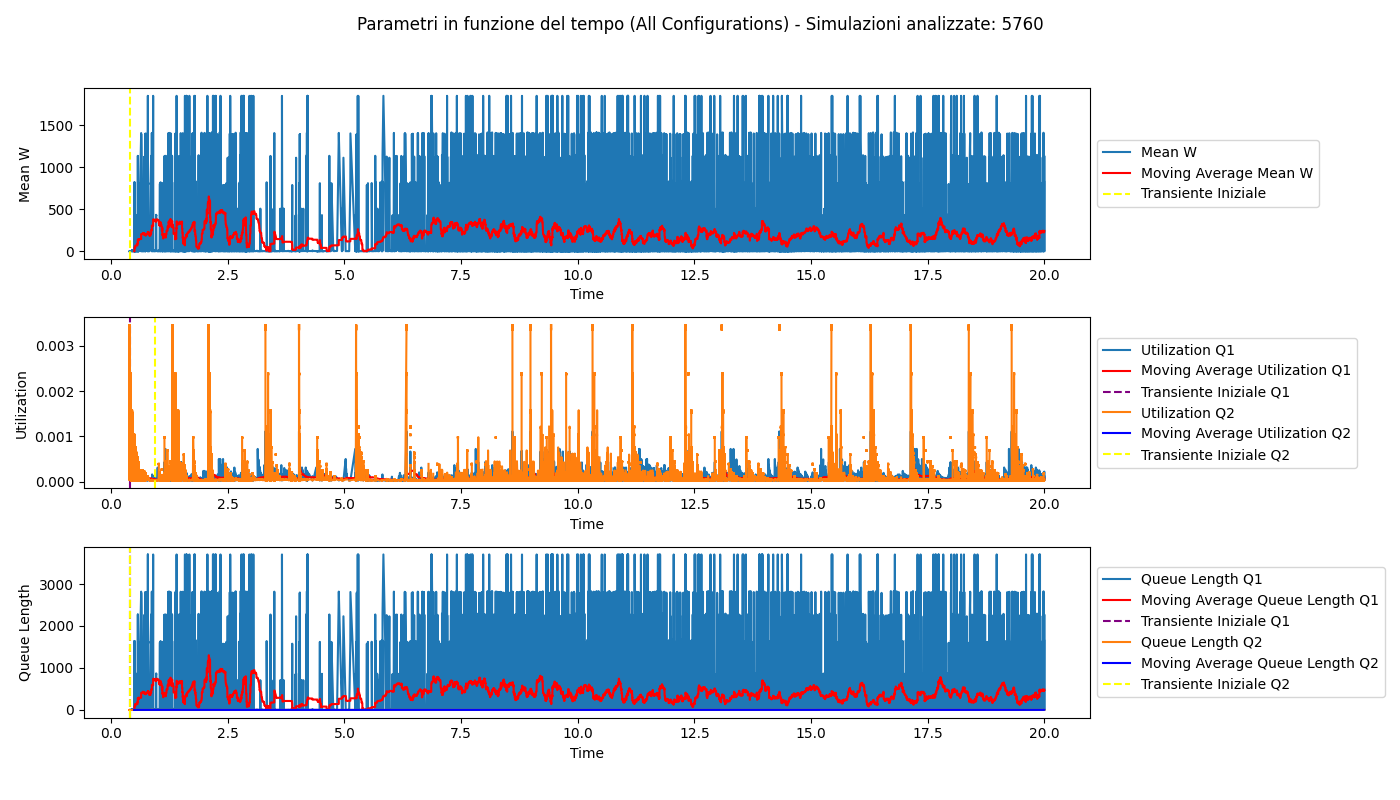 Parametri in funzione del tempo (All Configurations) - Simulazioni analizzate: 5760
Mean W
1500
1000
500
0
0.0 2.5 5.0 7.5 10.0 12.5 15.0 17.5 20.0
Time
Mean W
Moving Average Mean W
Transiente Iniziale
Utilization
0.003
0.002
0.001
0.000
0.0 2.5 5.0 7.5 10.0 12.5 15.0 17.5 20.0
Time
Utilization Q1
Moving Average Utilization Q1
Transiente Iniziale Q1
Utilization Q2
Moving Average Utilization Q2
Transiente Iniziale Q2
Queue Length
3000
2000
1000
0
0.0 2.5 5.0 7.5 10.0 12.5 15.0 17.5 20.0
Time
Queue Length Q1
Moving Average Queue Length Q1
Transiente Iniziale Q1
Queue Length Q2
Moving Average Queue Length Q2
Transiente Iniziale Q2